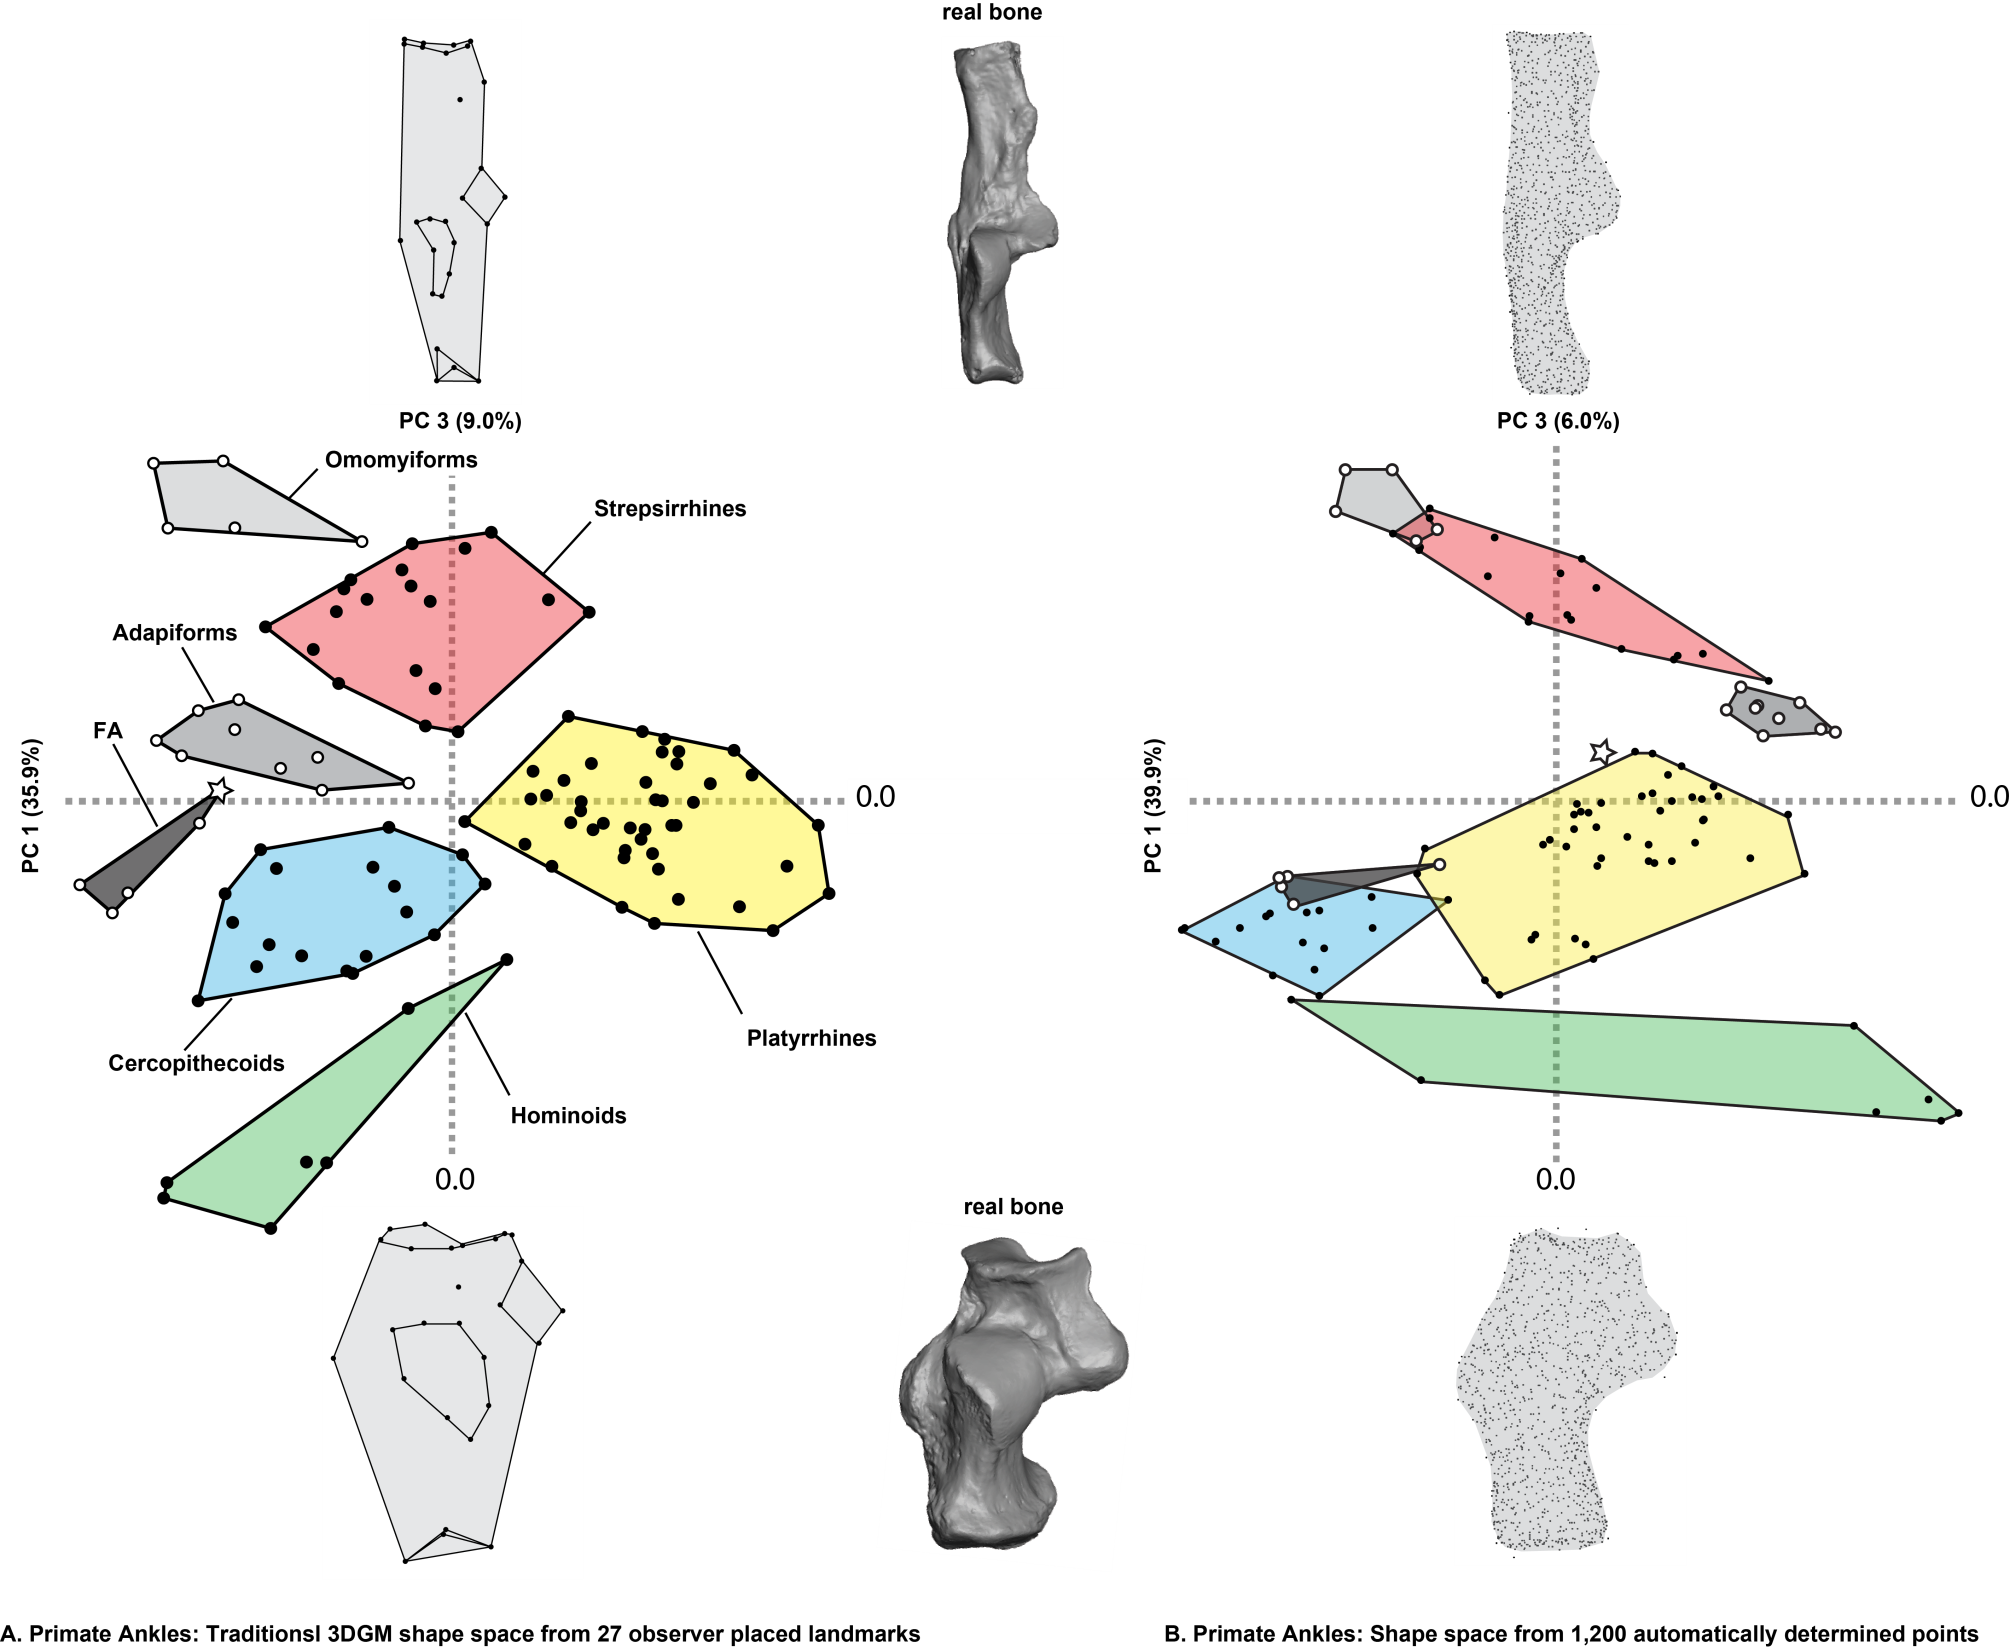 real bone
PC 3 (9.0%)
PC 3 (6.0%)
Omomyiforms
Strepsirrhines
Adapiforms
FA
PC 1 (35.9%)
0.0
PC 1 (39.9%)
0.0
Platyrrhines
Cercopithecoids
Hominoids
0.0
0.0
real bone
A. Primate Ankles: Traditionsl 3DGM shape space from 27 observer placed landmarks
B. Primate Ankles: Shape space from 1,200 automatically determined points